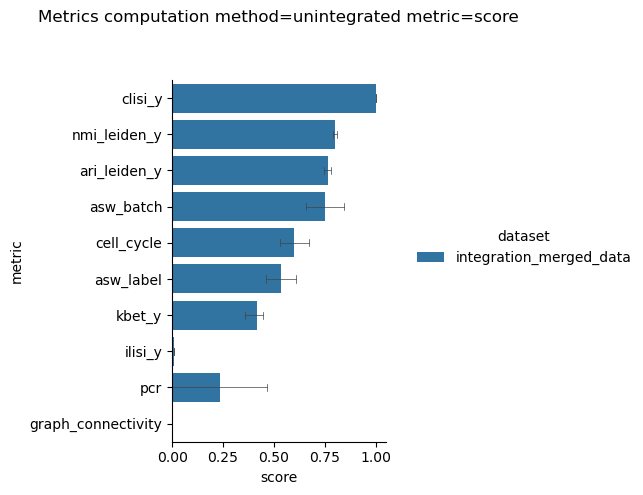 Metrics computation method=unintegrated metric=score
clisi_y
nmi_leiden_y
ari_leiden_y
asw_batch
cell_cycle
asw_label
kbet_y
ilisi_y
pcr
graph_connectivity
metric
0.00 0.25 0.50 0.75 1.00
score
dataset
integration_merged_data